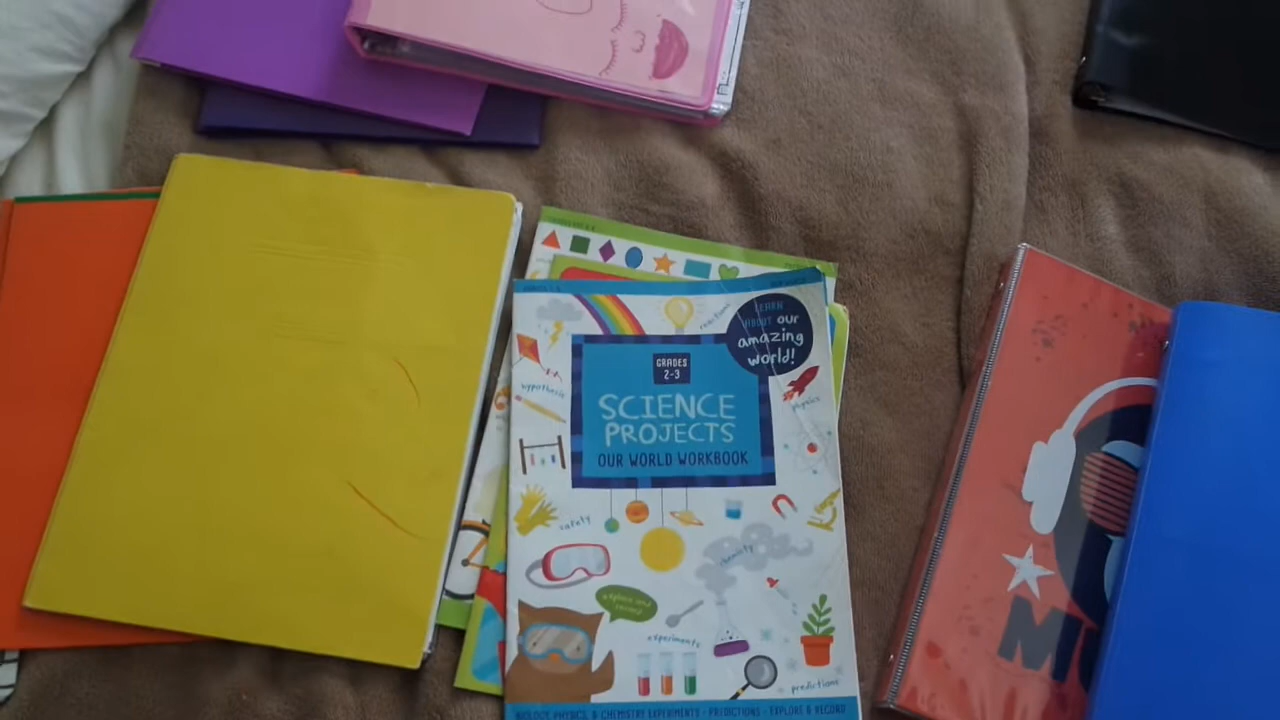 GRADES
2-3
LEARN
ABOUT our
amazing
world!
SCIENCE
PROJECTS
OUR WORLD WORKBOOK
reactions
hypothesis
physics
safety
chemistry
explore and
record
experiments
predictions
BIOLOGY, PHYSICS, & CHEMISTRY EXPERIMENTS · PREDICTIONS · EXPLORE & RECORD